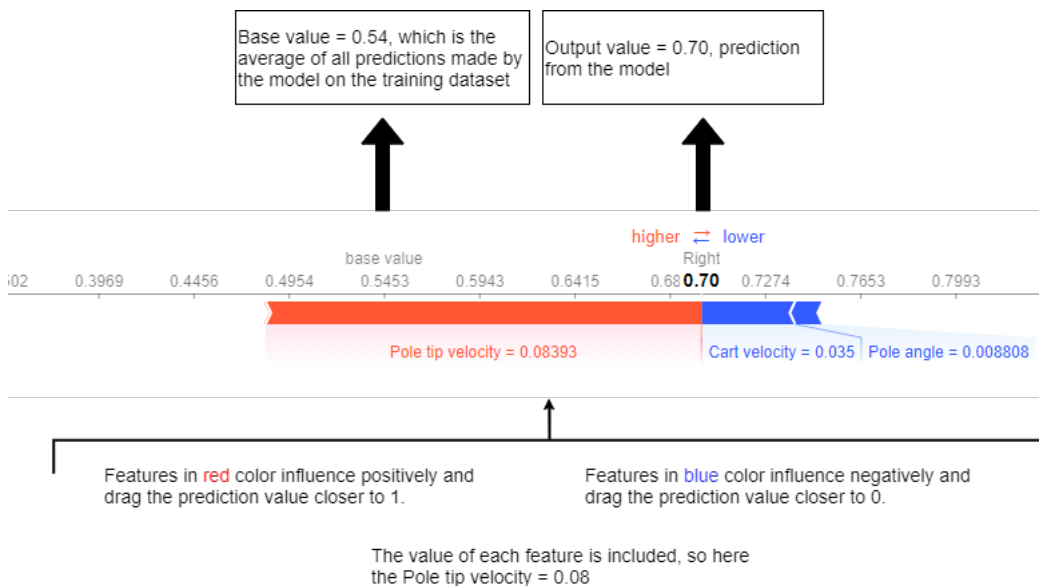 Base value = 0.54, which is the
average of all predictions made by
the model on the training dataset
Output value = 0.70, prediction
from the model
higher ⇄ lower
base value
Right
502 0.3969 0.4456 0.4954 0.5453 0.5943 0.6415 0.68 0.70 0.7274 0.7653 0.7993
Pole tip velocity = 0.08393
Cart velocity = 0.035
Pole angle = 0.008808
Features in red color influence positively and
drag the prediction value closer to 1.
Features in blue color influence negatively and
drag the prediction value closer to 0.
The value of each feature is included, so here
the Pole tip velocity = 0.08